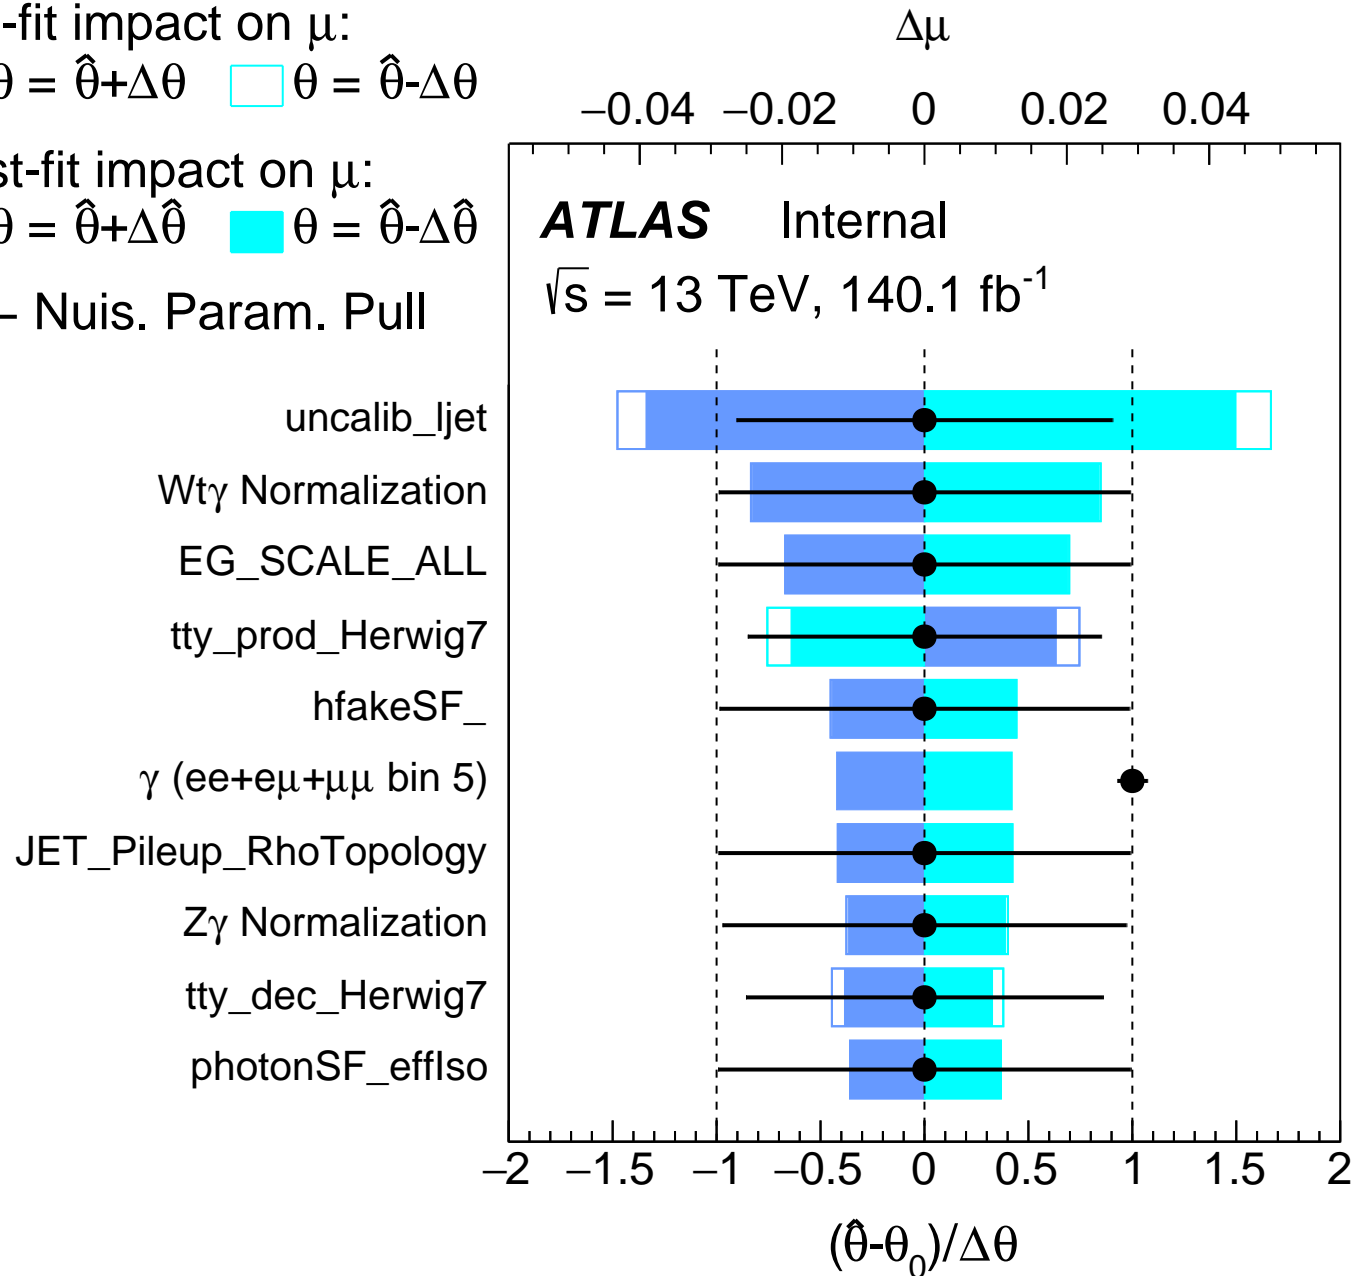 -fit impact on μ:
θ = θ̂+Δθ θ = θ̂-Δθ
st-fit impact on μ:
θ = θ̂+Δθ̂ θ = θ̂-Δθ̂
– Nuis. Param. Pull
Δμ
−0.04 −0.02 0 0.02 0.04
ATLAS Internal
√s = 13 TeV, 140.1 fb⁻¹
uncalib_ljet
Wtγ Normalization
EG_SCALE_ALL
tty_prod_Herwig7
hfakeSF_
γ (ee+eμ+μμ bin 5)
JET_Pileup_RhoTopology
Zγ Normalization
tty_dec_Herwig7
photonSF_effIso
−2 −1.5 −1 −0.5 0 0.5 1 1.5 2
(θ̂-θ₀)/Δθ